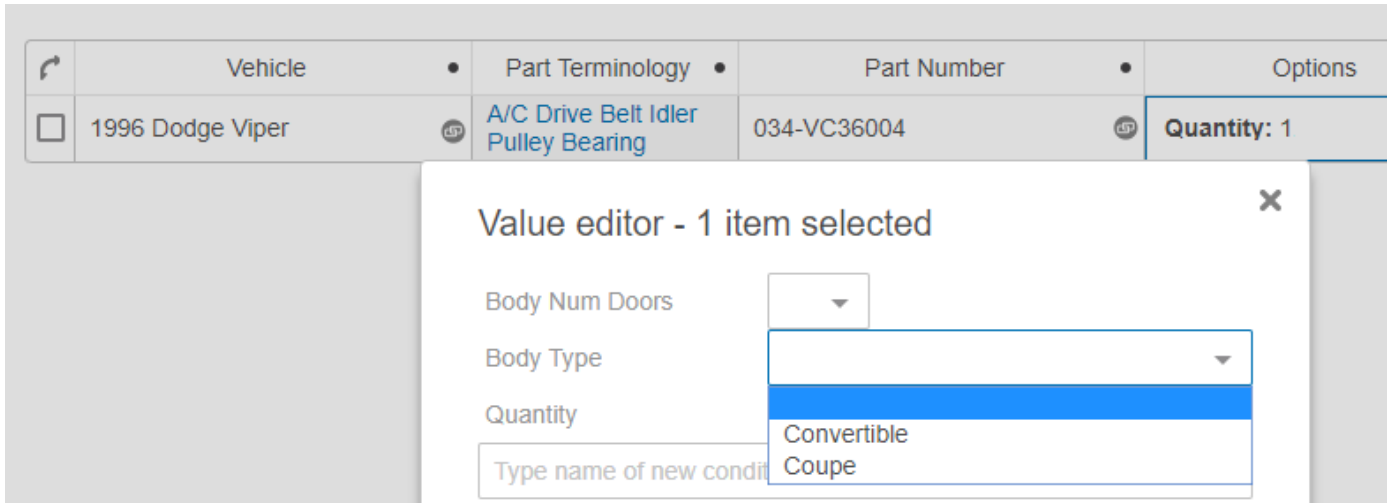 Vehicle
Part Terminology
Part Number
Options
1996 Dodge Viper
A/C Drive Belt Idler
Pulley Bearing
034-VC36004
Quantity: 1
Value editor - 1 item selected
Body Num Doors
Body Type
Convertible
Coupe
Quantity
Type name of new